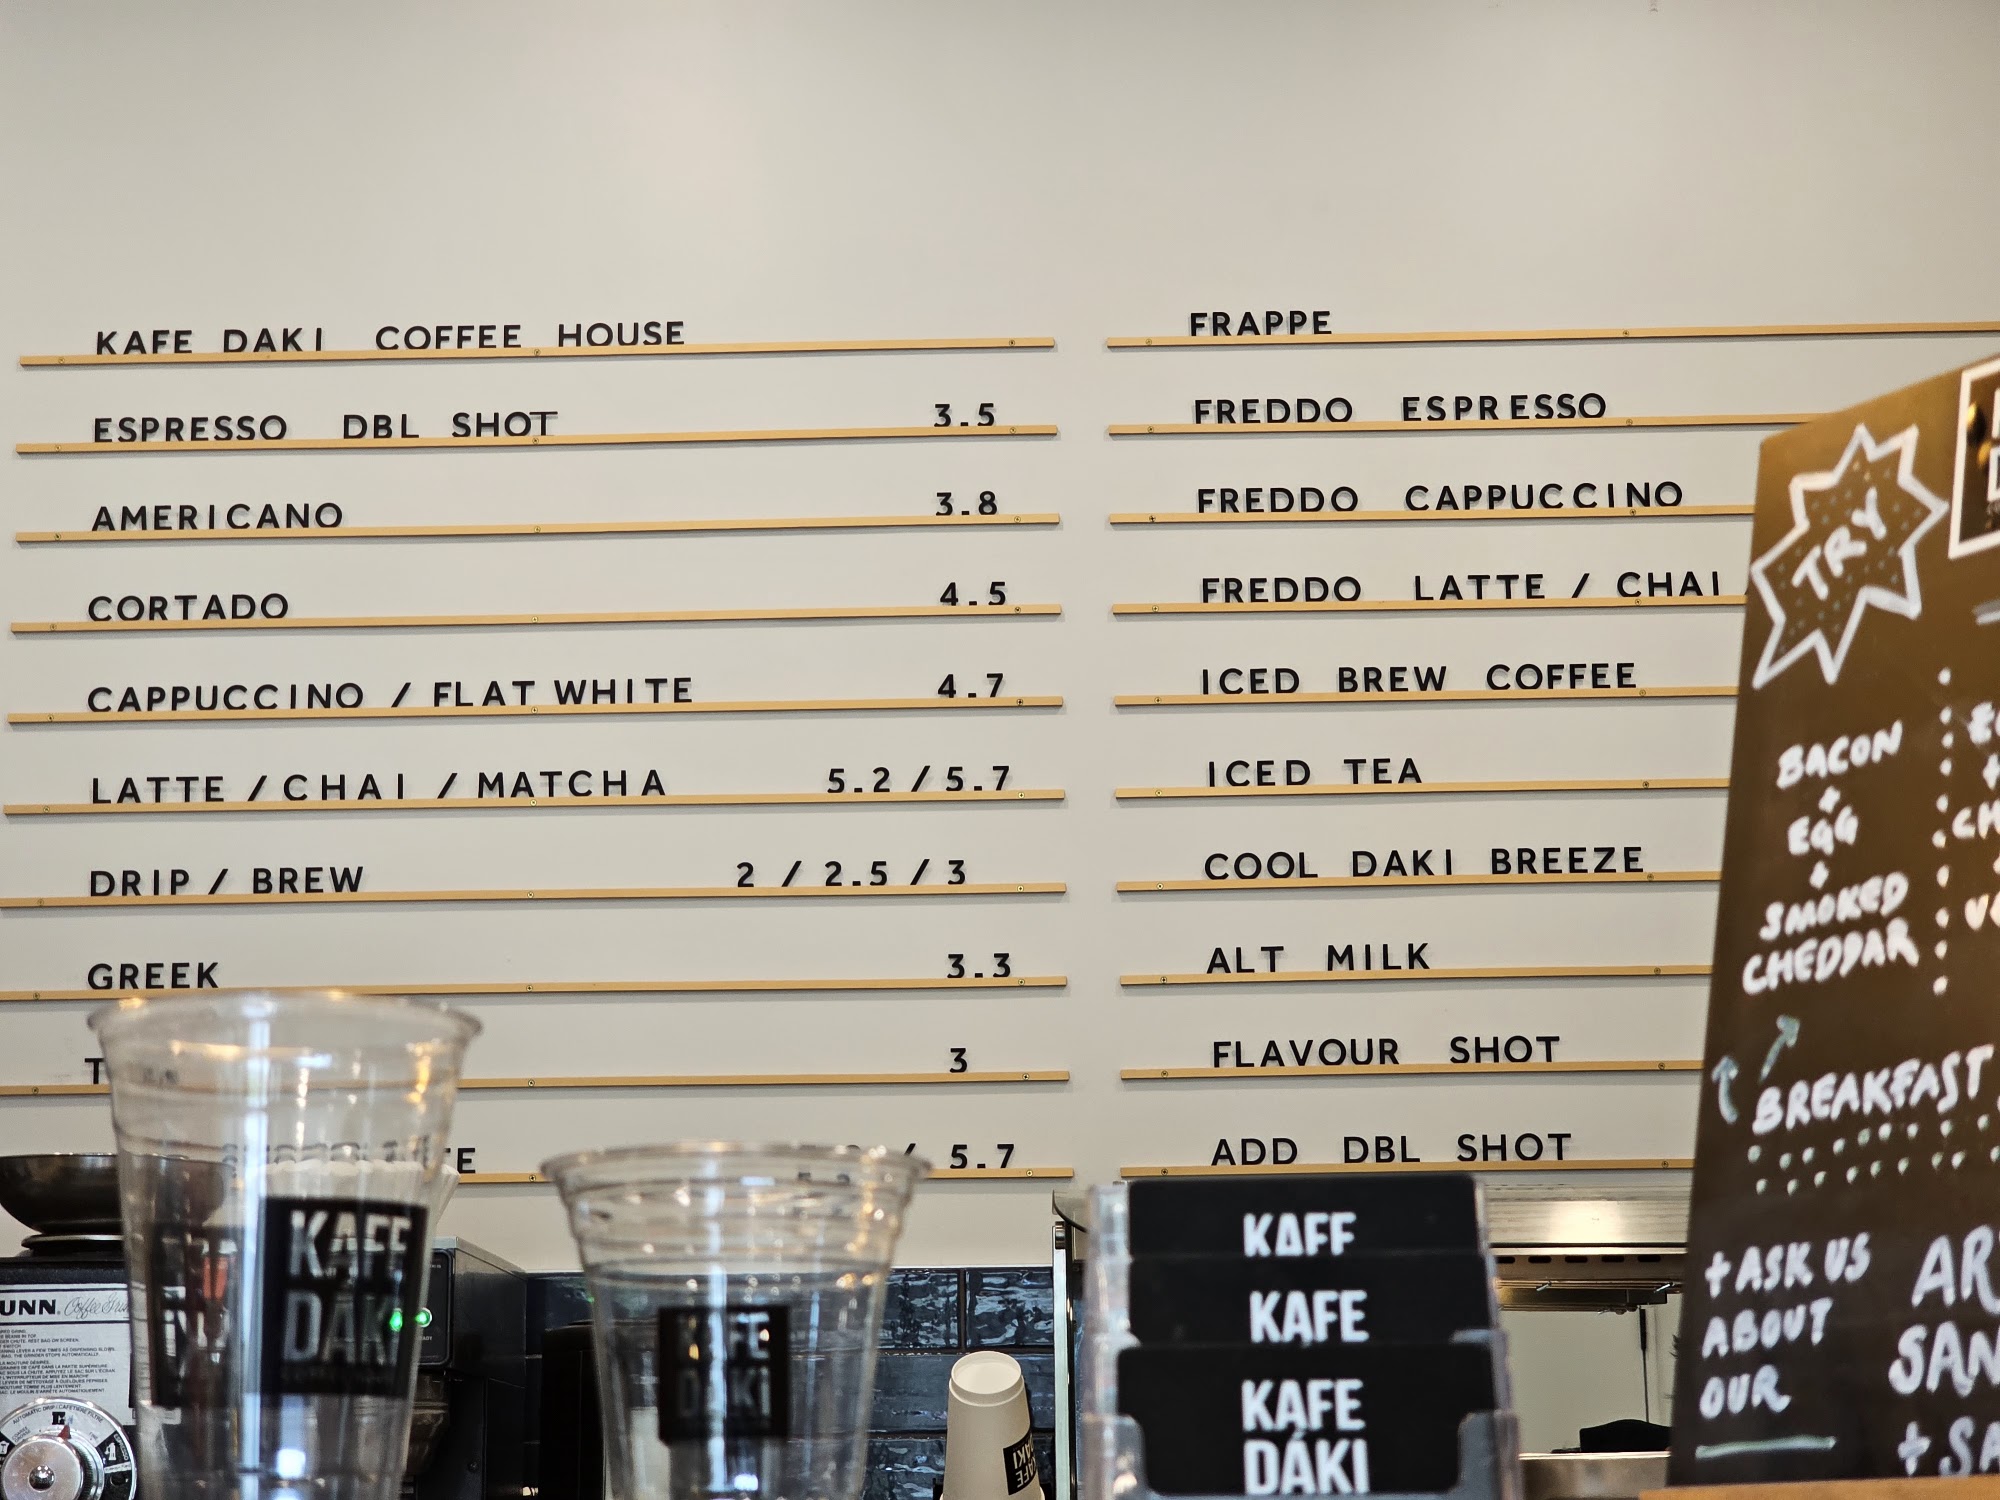 KAFE DAKI COFFEE HOUSE
ESPRESSO DBL SHOT 3.5
AMERICANO 3.8
CORTADO 4.5
CAPPUCCINO / FLAT WHITE 4.7
LATTE / CHAI / MATCHA 5.2 / 5.7
DRIP / BREW 2 / 2.5 / 3
GREEK 3.3
3
/ 5.7
FRAPPE
FREDDO ESPRESSO
FREDDO CAPPUCCINO
FREDDO LATTE / CHAI
ICED BREW COFFEE
ICED TEA
COOL DAKI BREEZE
ALT MILK
FLAVOUR SHOT
ADD DBL SHOT
TRY
BACON
+
EGG
+
SMOKED
CHEDDAR
BREAKFAST
+ ASK US
ABOUT
OUR
KAFE
DAKI
KAFE
DAKI
KAFE
KAFE
KAFE
DÁKI
KAFE
DAKI